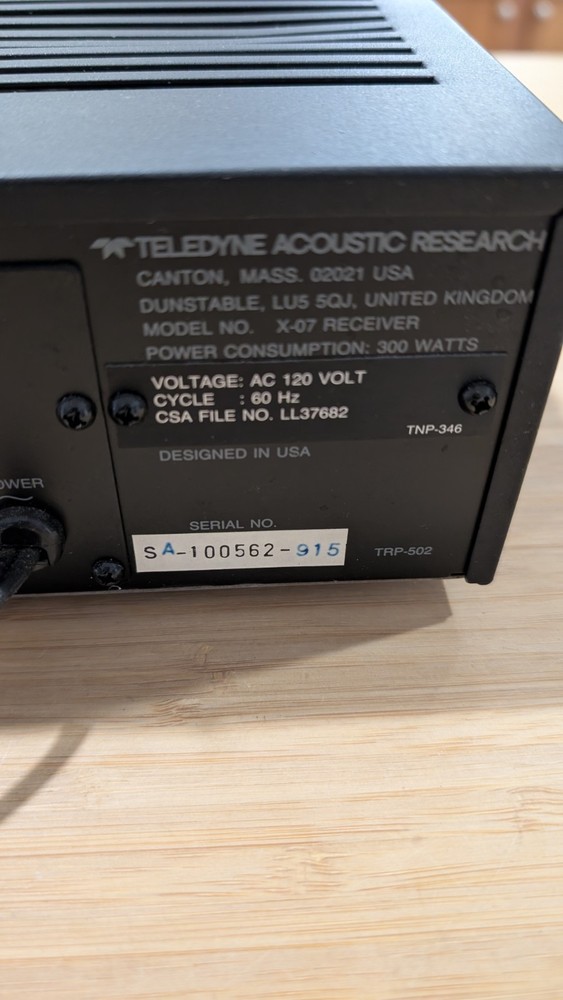 TELEDYNE ACOUSTIC RESEARCH
CANTON, MASS. 02021 USA
DUNSTABLE, LU5 5QJ, UNITED KINGDOM
MODEL NO. X-07 RECEIVER
POWER CONSUMPTION: 300 WATTS
VOLTAGE: AC 120 VOLT
CYCLE : 60 Hz
CSA FILE NO. LL37682
TNP-346
DESIGNED IN USA
OWER
SERIAL NO.
SA-100562-915
TRP-502